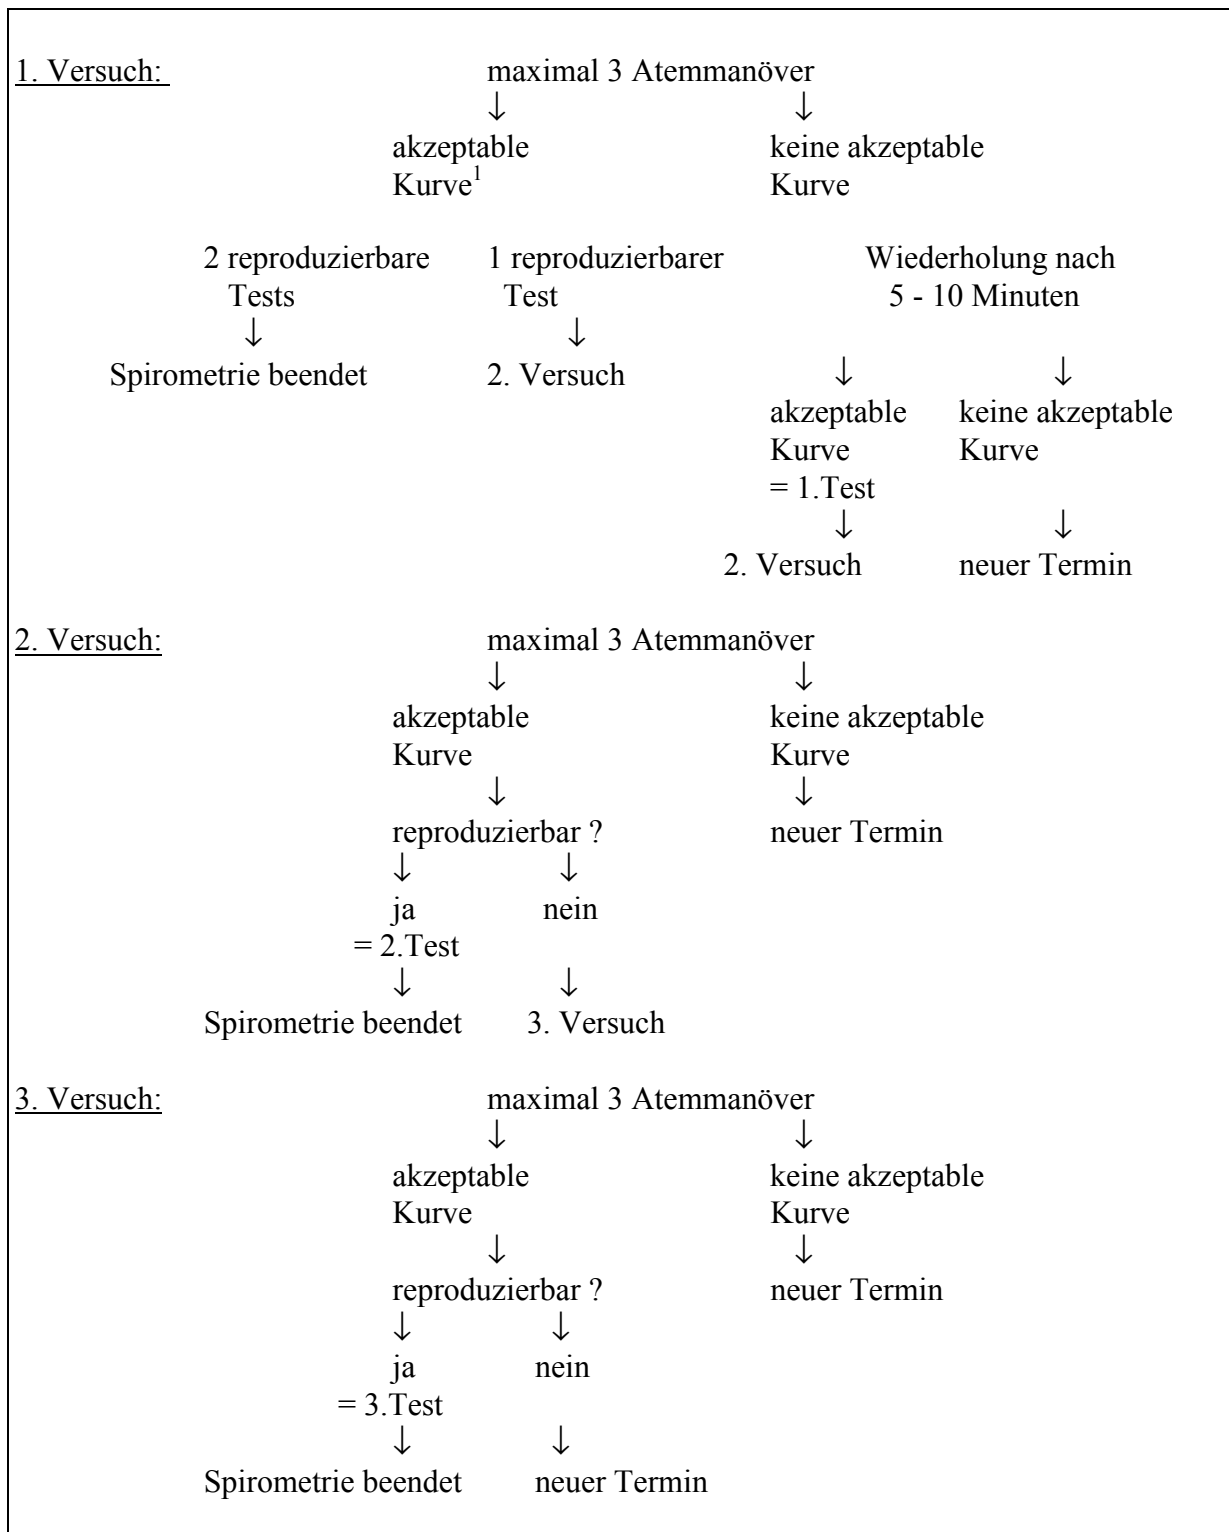 1. Versuch: maximal 3 Atemmanöver
↓ ↓
akzeptable keine akzeptable
Kurve1 Kurve
2 reproduzierbare 1 reproduzierbarer Wiederholung nach
Tests Test 5 - 10 Minuten
↓ ↓
Spirometrie beendet 2. Versuch ↓ ↓
akzeptable keine akzeptable
Kurve Kurve
= 1.Test
↓ ↓
2. Versuch neuer Termin
2. Versuch: maximal 3 Atemmanöver
↓ ↓
akzeptable keine akzeptable
Kurve Kurve
↓ ↓
reproduzierbar ? neuer Termin
↓ ↓
ja nein
= 2.Test
↓ ↓
Spirometrie beendet 3. Versuch
3. Versuch: maximal 3 Atemmanöver
↓ ↓
akzeptable keine akzeptable
Kurve Kurve
↓ ↓
reproduzierbar ? neuer Termin
↓ ↓
ja nein
= 3.Test
↓ ↓
Spirometrie beendet neuer Termin